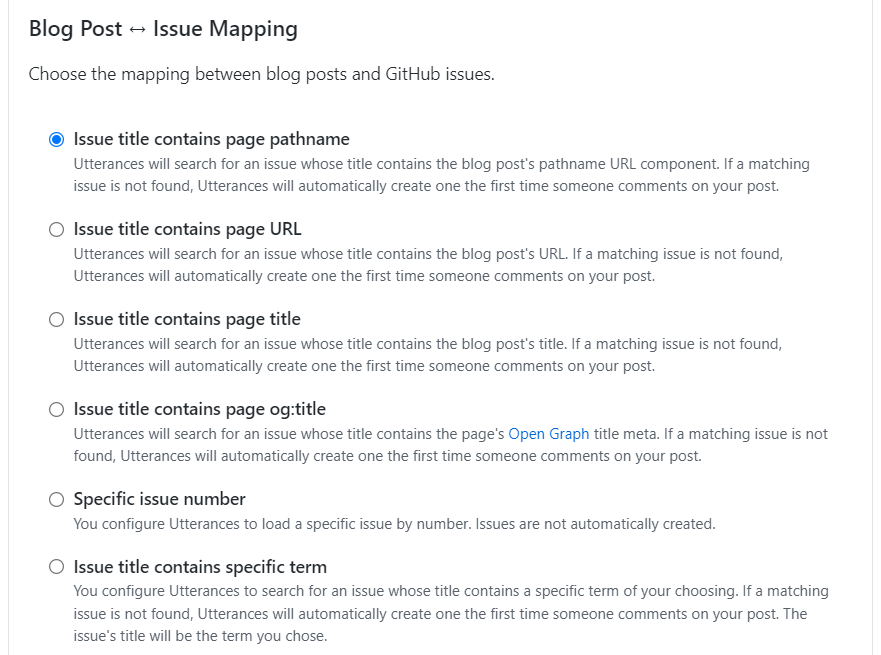 Blog Post ↔ Issue Mapping
Choose the mapping between blog posts and GitHub issues.
Issue title contains page pathname
Utterances will search for an issue whose title contains the blog post's pathname URL component. If a matching
issue is not found, Utterances will automatically create one the first time someone comments on your post.
Issue title contains page URL
Utterances will search for an issue whose title contains the blog post's URL. If a matching issue is not found,
Utterances will automatically create one the first time someone comments on your post.
Issue title contains page title
Utterances will search for an issue whose title contains the blog post's title. If a matching issue is not found,
Utterances will automatically create one the first time someone comments on your post.
Issue title contains page og:title
Utterances will search for an issue whose title contains the page's Open Graph title meta. If a matching issue is not
found, Utterances will automatically create one the first time someone comments on your post.
Specific issue number
You configure Utterances to load a specific issue by number. Issues are not automatically created.
Issue title contains specific term
You configure Utterances to search for an issue whose title contains a specific term of your choosing. If a matching
issue is not found, Utterances will automatically create one the first time someone comments on your post. The
issue's title will be the term you chose.